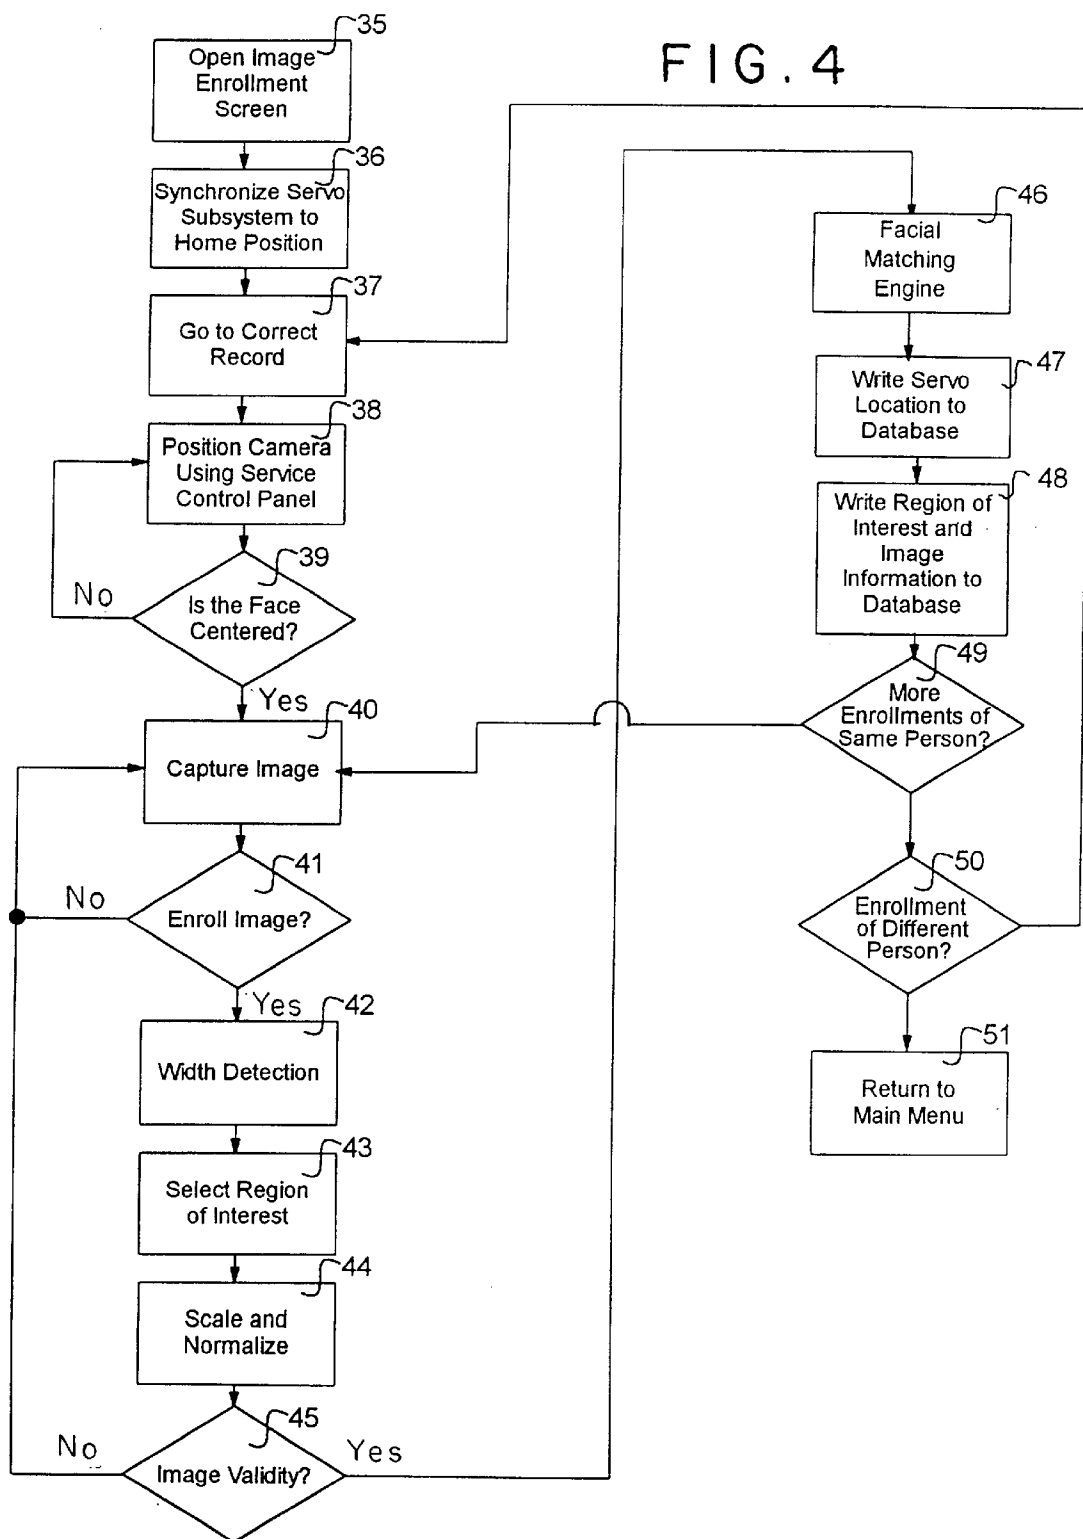 FIG. 4
35
Open Image
Enrollment
Screen
36
Synchronize Servo
Subsystem to
Home Position
37
Go to Correct
Record
38
Position Camera
Using Service
Control Panel
39
No
Is the Face
Centered?
Yes
40
Capture Image
41
No
Enroll Image?
Yes
42
Width Detection
43
Select Region
of Interest
44
Scale and
Normalize
45
No
Yes
Image Validity?
46
Facial
Matching
Engine
47
Write Servo
Location to
Database
48
Write Region of
Interest and
Image
Information to
Database
49
More
Enrollments of
Same Person?
50
Enrollment
of Different
Person?
51
Return to
Main Menu